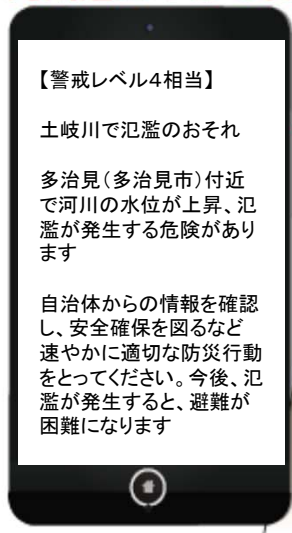 【警戒レベル４相当】
土岐川で氾濫のおそれ
多治見（多治見市）付近
で河川の水位が上昇、氾
濫が発生する危険があり
ます
自治体からの情報を確認
し、安全確保を図るなど
速やかに適切な防災行動
をとってください。今後、氾
濫が発生すると、避難が
困難になります